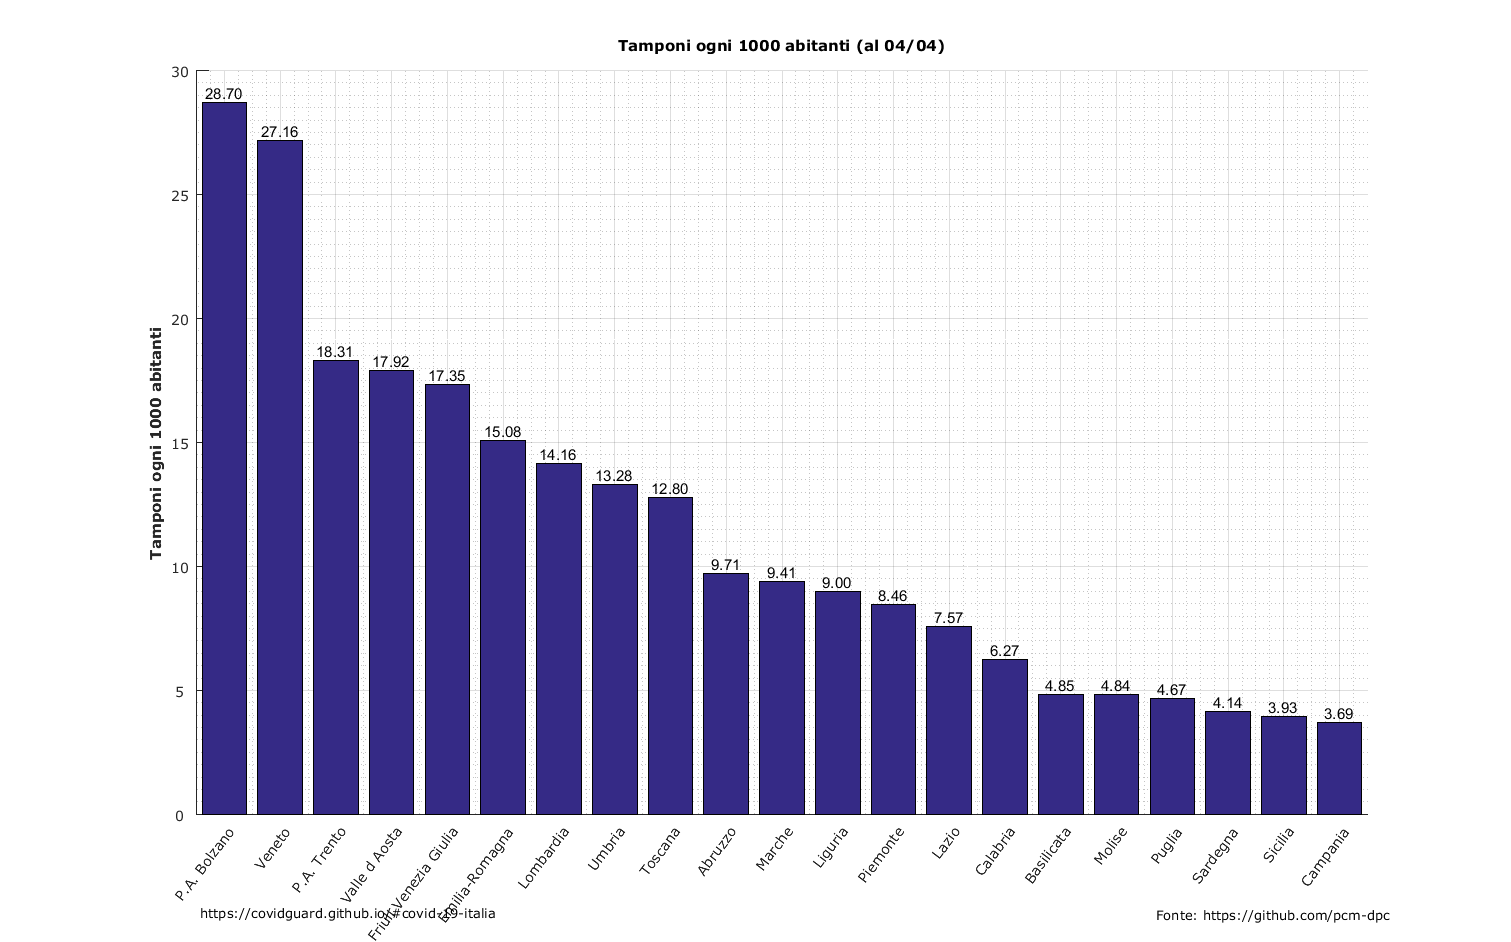 Tamponi ogni 1000 abitanti (al 04/04)
Tamponi ogni 1000 abitanti
30
25
20
15
10
5
0
28.70
27.16
18.31
17.92
17.35
15.08
14.16
13.28
12.80
9.71
9.41
9.00
8.46
7.57
6.27
4.85
4.84
4.67
4.14
3.93
3.69
P.A. Bolzano
Veneto
P.A. Trento
Valle d Aosta
Friuli Venezia Giulia
Emilia-Romagna
Lombardia
Umbria
Toscana
Abruzzo
Marche
Liguria
Piemonte
Lazio
Calabria
Basilicata
Molise
Puglia
Sardegna
Sicilia
Campania
https://covidguard.github.io/#covid-19-italia
Fonte: https://github.com/pcm-dpc